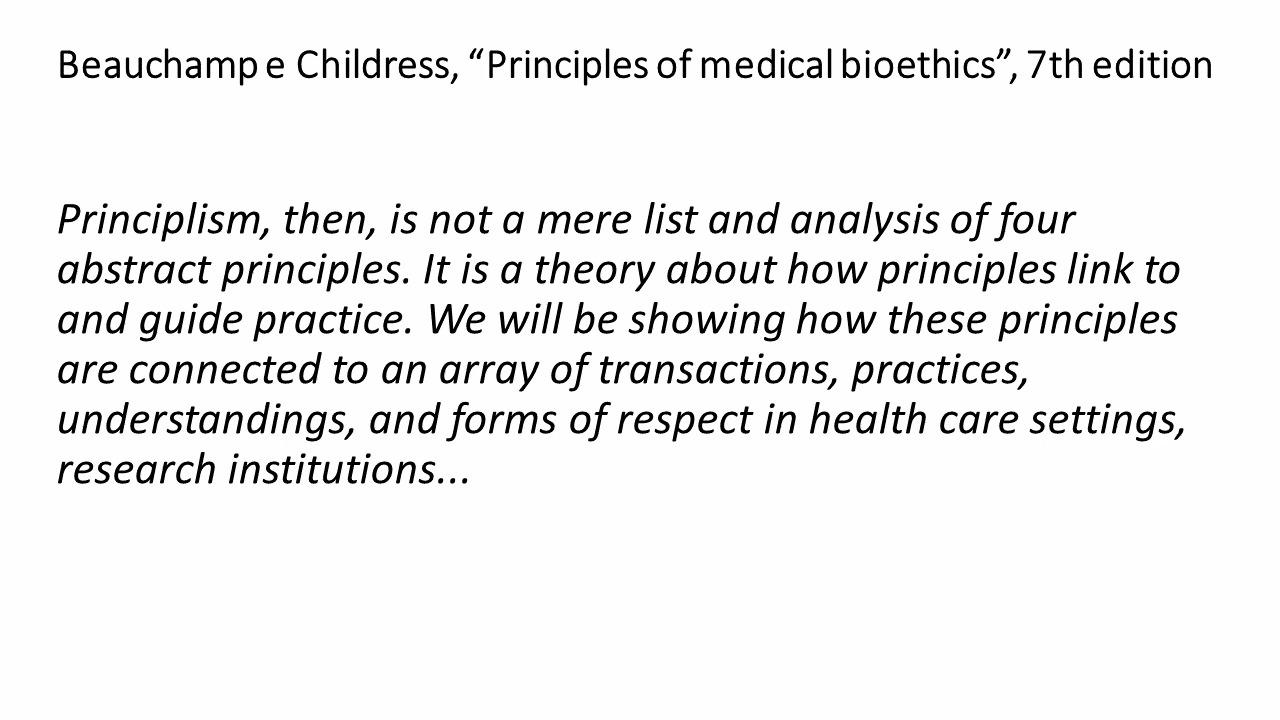 Beauchamp e Childress, “Principles of medical bioethics”, 7th edition
Principlism, then, is not a mere list and analysis of four
abstract principles. It is a theory about how principles link to
and guide practice. We will be showing how these principles
are connected to an array of transactions, practices,
understandings, and forms of respect in health care settings,
research institutions...